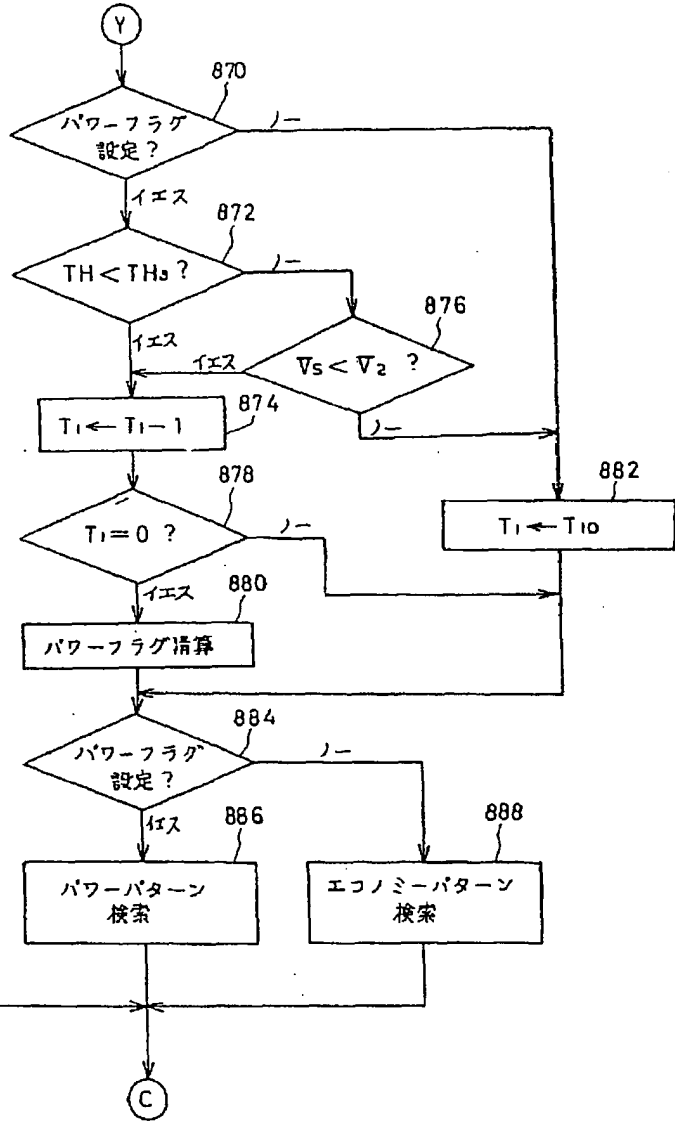 Y
870
パワーフラグ
設定?
ノー
イエス
872
TH<TH₃ ?
ノー
イエス
876
V₅<V₂ ?
イエス
ノー
874
T₁←T₁−1
878
T₁=0 ?
ノー
イエス
882
T₁←T₁₀
880
パワーフラグ清算
884
パワーフラグ
設定?
ノー
イエス
886
パワーパターン
検索
888
エコノミーパターン
検索
C